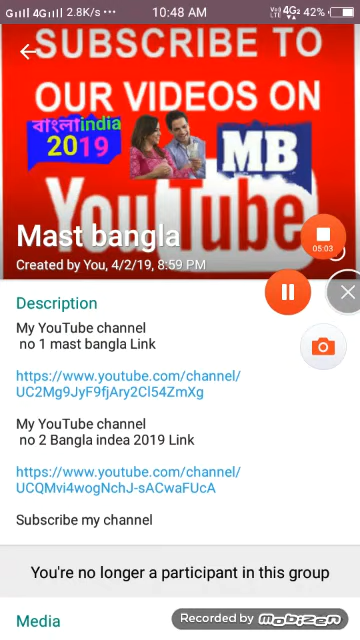 4G 2.8K/s ··· 10:48 AM VoLTE 4G2 42%
SUBSCRIBE TO
OUR VIDEOS ON
বাংলাindia
2019
MB
YouTube
Mast bangla
Created by You, 4/2/19, 8:59 PM
05:03
Description
My YouTube channel
no 1 mast bangla Link
https://www.youtube.com/channel/
UC2Mg9JyF9fjAry2Cl54ZmXg
My YouTube channel
no 2 Bangla indea 2019 Link
https://www.youtube.com/channel/
UCQMvi4wogNchJ-sACwaFUcA
Subscribe my channel
You're no longer a participant in this group
Media
Recorded by MOBIZEN